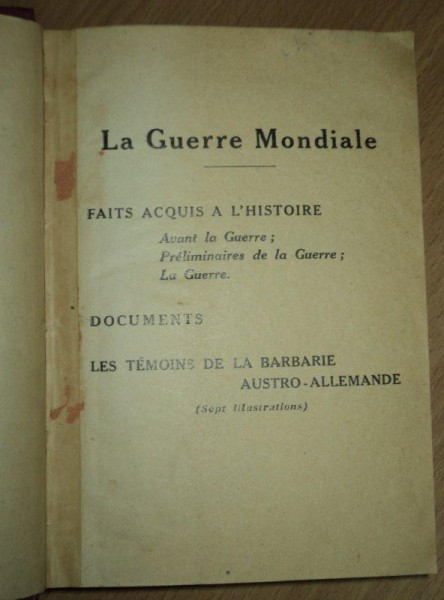 La Guerre Mondiale
FAITS ACQUIS A L'HISTOIRE
Avant la Guerre ;
Préliminaires de la Guerre ;
La Guerre.
DOCUMENTS
LES TÉMOINS DE LA BARBARIE
AUSTRO-ALLEMANDE
(Sept Illustrations)